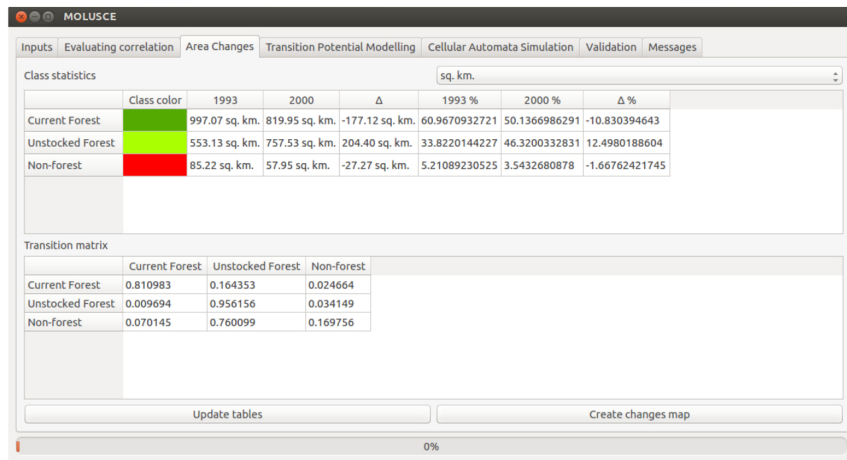 MOLUSCE
Inputs Evaluating correlation Area Changes Transition Potential Modelling Cellular Automata Simulation Validation Messages
Class statistics sq. km.
Class color 1993 2000 Δ 1993 % 2000 % Δ %
Current Forest 997.07 sq. km. 819.95 sq. km. -177.12 sq. km. 60.9670932721 50.1366986291 -10.830394643
Unstocked Forest 553.13 sq. km. 757.53 sq. km. 204.40 sq. km. 33.8220144227 46.3200332831 12.4980188604
Non-forest 85.22 sq. km. 57.95 sq. km. -27.27 sq. km. 5.21089230525 3.5432680878 -1.66762421745
Transition matrix
Current Forest Unstocked Forest Non-forest
Current Forest 0.810983 0.164353 0.024664
Unstocked Forest 0.009694 0.956156 0.034149
Non-forest 0.070145 0.760099 0.169756
Update tables Create changes map
0%